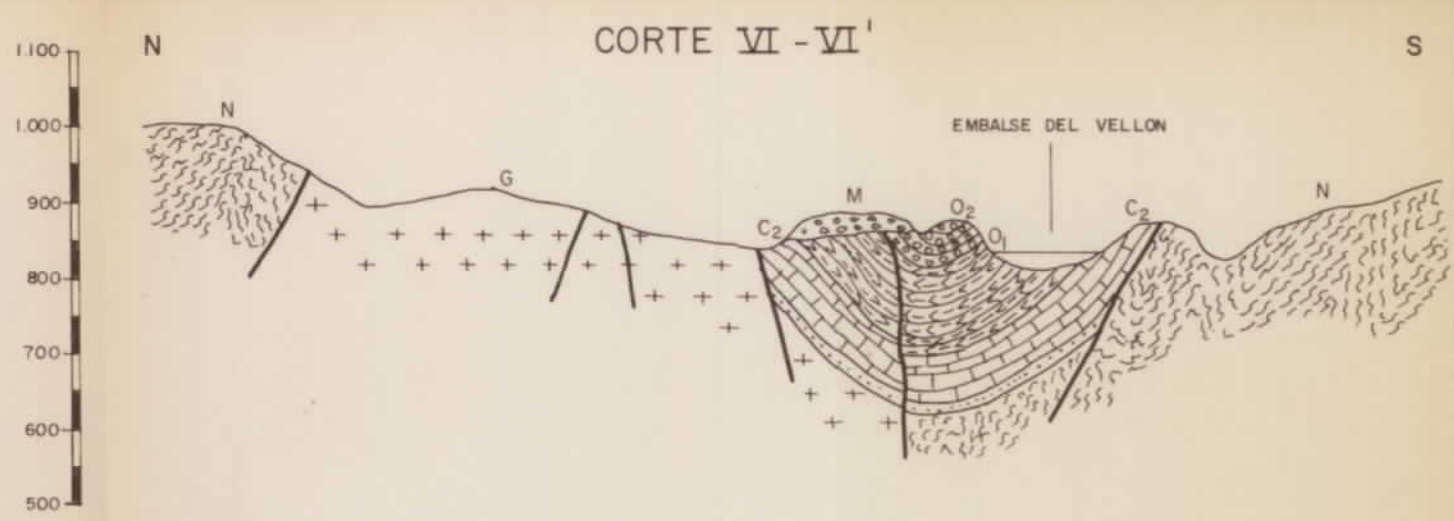 CORTE VI - VI'
N
S
1.100
1.000
900
800
700
600
500
N
G
C2
M
O2
O1
EMBALSE DEL VELLON
C2
N